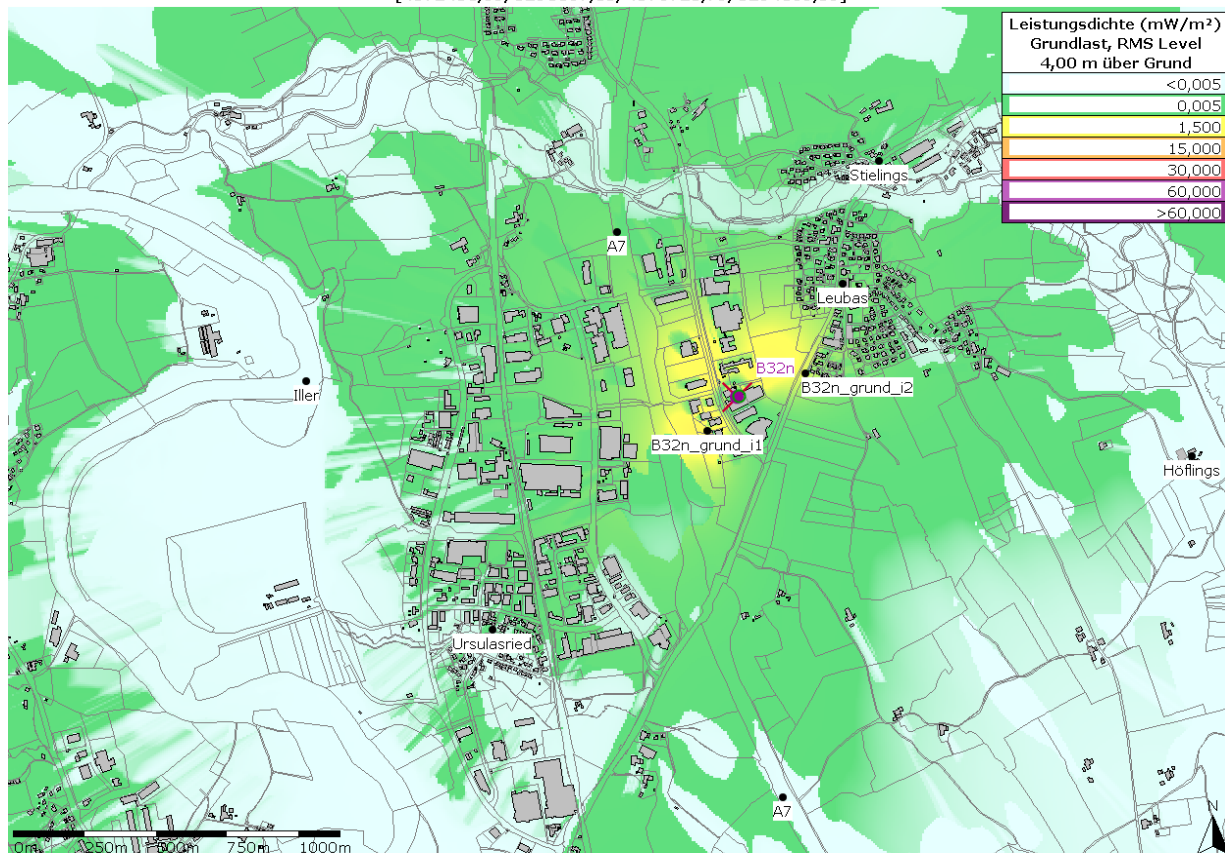 Leistungsdichte (mW/m²)
Grundlast, RMS Level
4,00 m über Grund
<0,005
0,005
1,500
15,000
30,000
60,000
>60,000
Stielings
A7
Leubas
B32n
B32n_grund_i2
Iller
B32n_grund_i1
Höflings
Ursulasried
A7
N
0m 250m 500m 750m 1000m